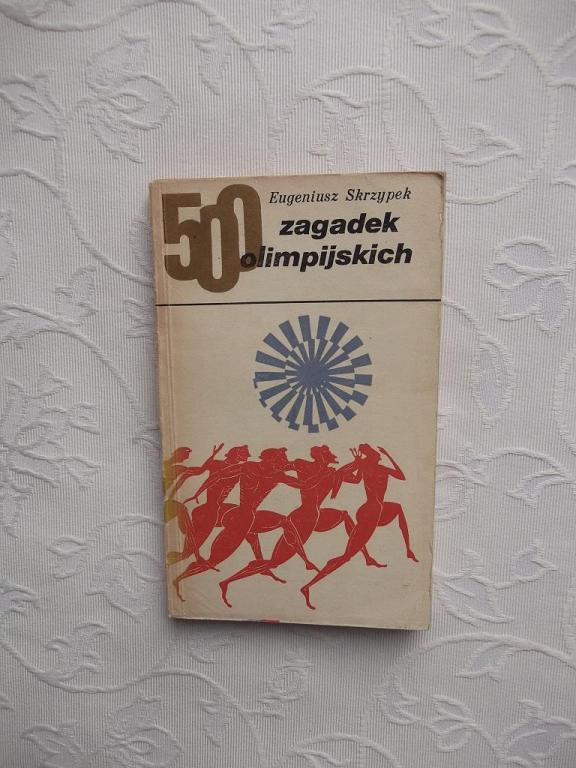 500
Eugeniusz Skrzypek
zagadek
olimpijskich